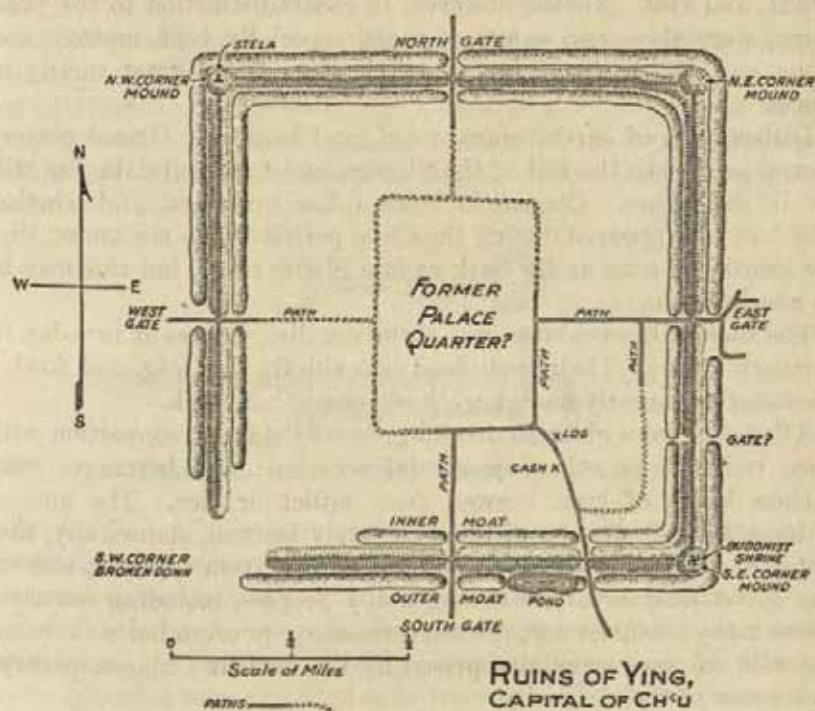 STELA
NORTH GATE
N.W. CORNER
MOUND
N.E. CORNER
MOUND
N
W
E
S
FORMER
PALACE
QUARTER?
WEST
GATE
PATH
PATH
EAST
GATE
PATH
PATH
GATE?
LOG
CASH
PATH
INNER MOAT
S.W. CORNER
BROKEN DOWN
BUDDHIST
SHRINE
S.E. CORNER
MOUND
OUTER MOAT
POND
SOUTH GATE
0
Scale of Miles
RUINS OF YING,
CAPITAL OF CHʻU
PATHS